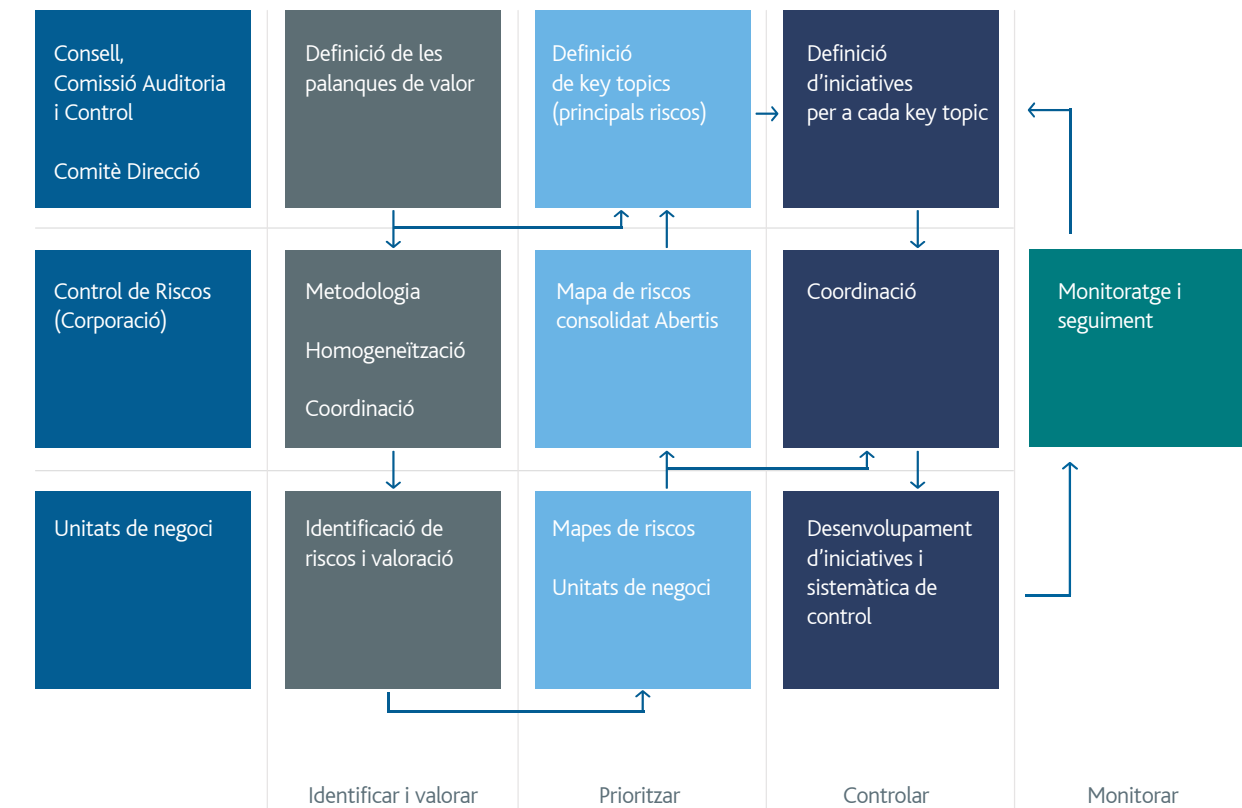 Consell,
Comissió Auditoria
i Control
Comitè Direcció
Definició de les
palanques de valor
Definició
de key topics
(principals riscos)
Definició
d’iniciatives
per a cada key topic
Control de Riscos
(Corporació)
Metodologia
Homogeneïtzació
Coordinació
Mapa de riscos
consolidat Abertis
Coordinació
Monitoratge i
seguiment
Unitats de negoci
Identificació de
riscos i valoració
Mapes de riscos
Unitats de negoci
Desenvolupament
d’iniciatives i
sistemàtica de
control
Identificar i valorar
Prioritzar
Controlar
Monitorar